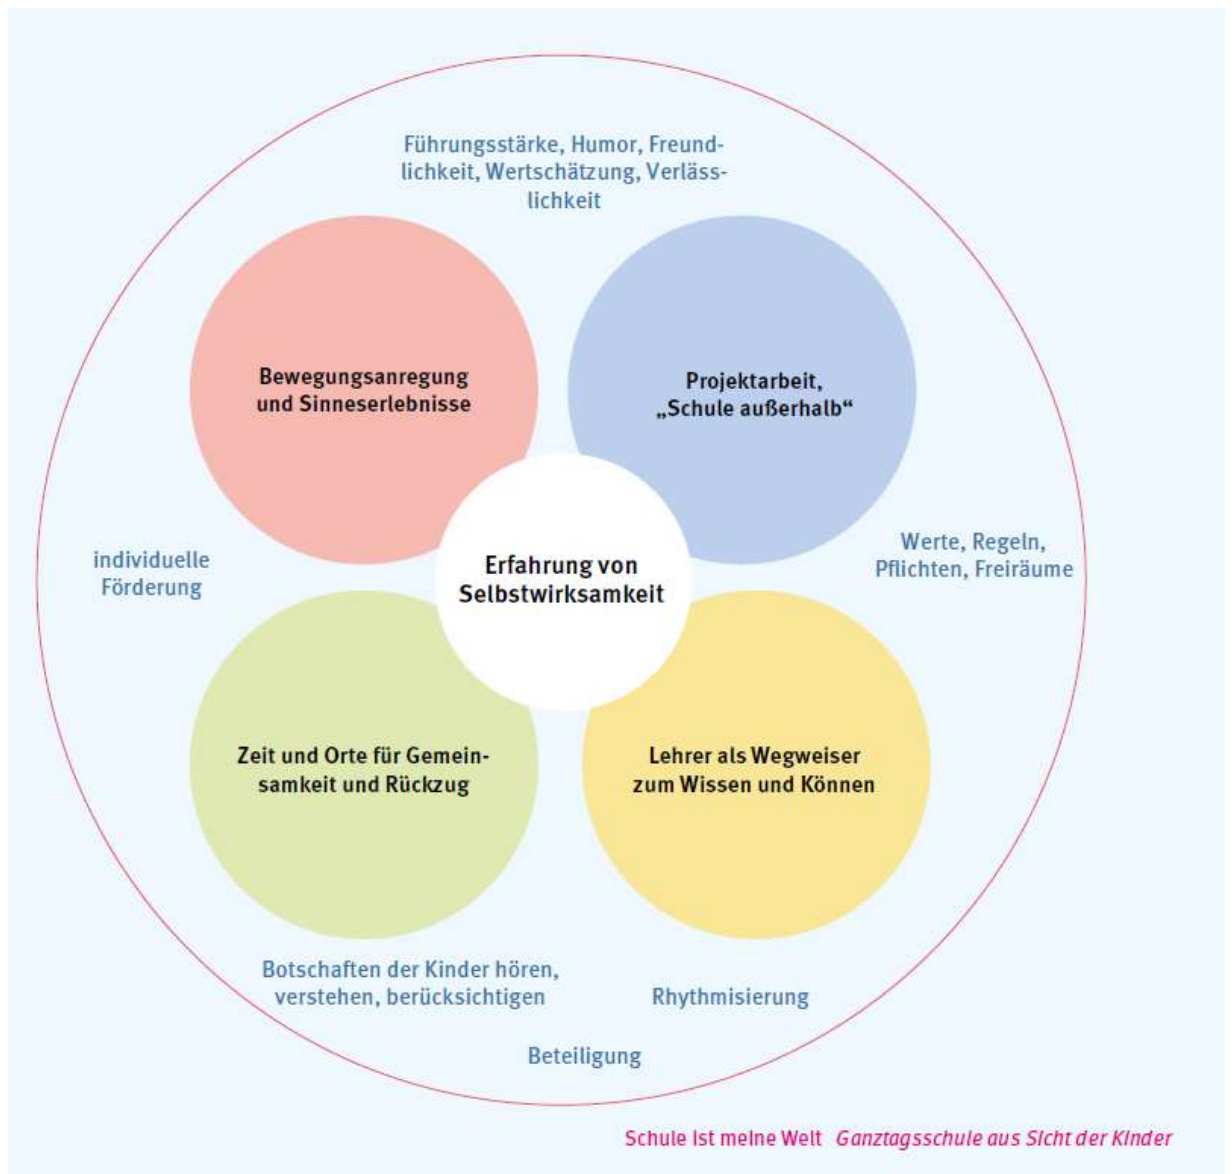 Führungsstärke, Humor, Freund-
lichkeit, Wertschätzung, Verläss-
lichkeit
Bewegungsanregung
und Sinneserlebnisse
Projektarbeit,
„Schule außerhalb“
individuelle
Förderung
Erfahrung von
Selbstwirksamkeit
Werte, Regeln,
Pflichten, Freiräume
Zeit und Orte für Gemein-
samkeit und Rückzug
Lehrer als Wegweiser
zum Wissen und Können
Botschaften der Kinder hören,
verstehen, berücksichtigen
Rhythmisierung
Beteiligung
Schule ist meine Welt Ganztagsschule aus Sicht der Kinder